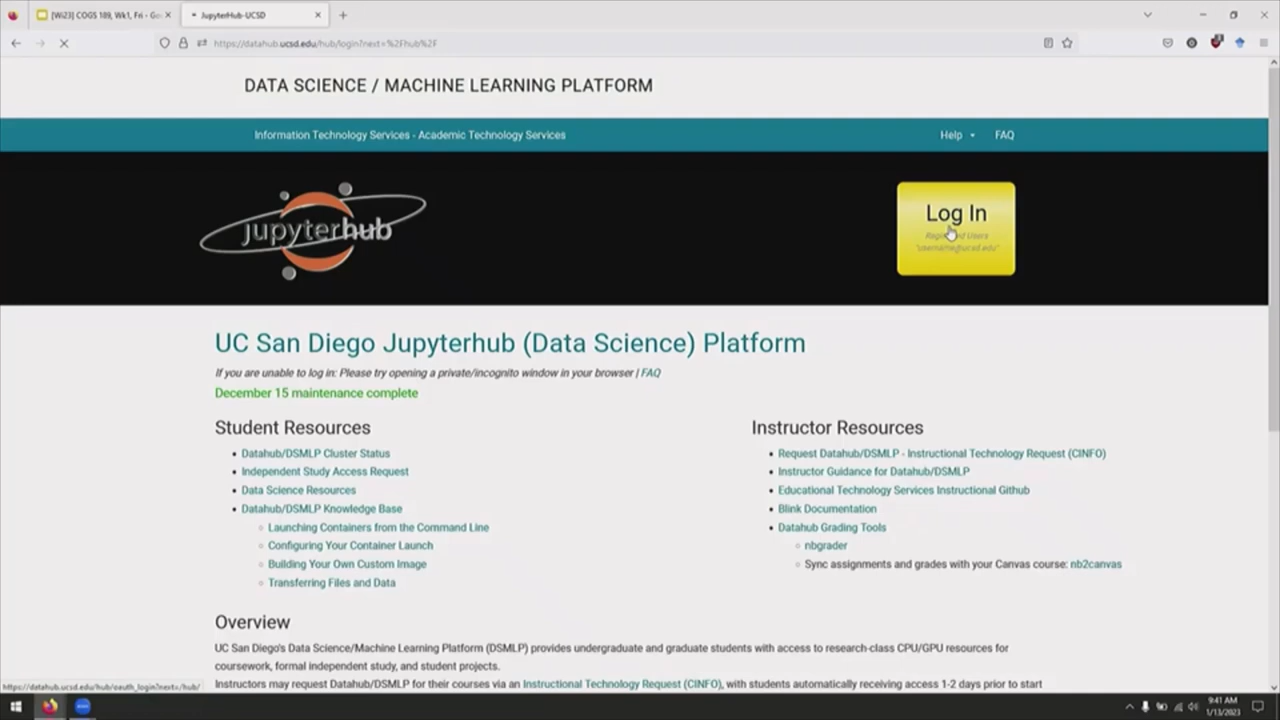 [Wi23] COGS 189, Wk1, Fri - Go
JupyterHub-UCSD
https://datahub.ucsd.edu/hub/login?next=%2Fhub%2F
DATA SCIENCE / MACHINE LEARNING PLATFORM
Information Technology Services - Academic Technology Services
Help
FAQ
jupyterhub
Log In
Users
"username@ucsd.edu"
UC San Diego Jupyterhub (Data Science) Platform
If you are unable to log in: Please try opening a private/incognito window in your browser | FAQ
December 15 maintenance complete
Student Resources
Datahub/DSMLP Cluster Status
Independent Study Access Request
Data Science Resources
Datahub/DSMLP Knowledge Base
Launching Containers from the Command Line
Configuring Your Container Launch
Building Your Own Custom Image
Transferring Files and Data
Instructor Resources
Request Datahub/DSMLP - Instructional Technology Request (CINFO)
Instructor Guidance for Datahub/DSMLP
Educational Technology Services Instructional Github
Blink Documentation
Datahub Grading Tools
nbgrader
Sync assignments and grades with your Canvas course: nb2canvas
Overview
UC San Diego's Data Science/Machine Learning Platform (DSMLP) provides undergraduate and graduate students with access to research-class CPU/GPU resources for
coursework, formal independent study, and student projects.
Instructors may request Datahub/DSMLP for their courses via an Instructional Technology Request (CINFO), with students automatically receiving access 1-2 days prior to start
https://datahub.ucsd.edu/hub/oauth_login?next=/hub/
9:41 AM
1/13/2023